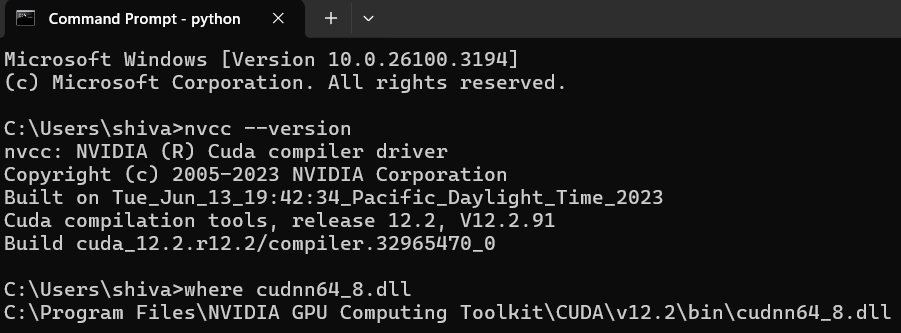 Command Prompt - python
Microsoft Windows [Version 10.0.26100.3194]
(c) Microsoft Corporation. All rights reserved.
C:\Users\shiva>nvcc --version
nvcc: NVIDIA (R) Cuda compiler driver
Copyright (c) 2005-2023 NVIDIA Corporation
Built on Tue_Jun_13_19:42:34_Pacific_Daylight_Time_2023
Cuda compilation tools, release 12.2, V12.2.91
Build cuda_12.2.r12.2/compiler.32965470_0
C:\Users\shiva>where cudnn64_8.dll
C:\Program Files\NVIDIA GPU Computing Toolkit\CUDA\v12.2\bin\cudnn64_8.dll